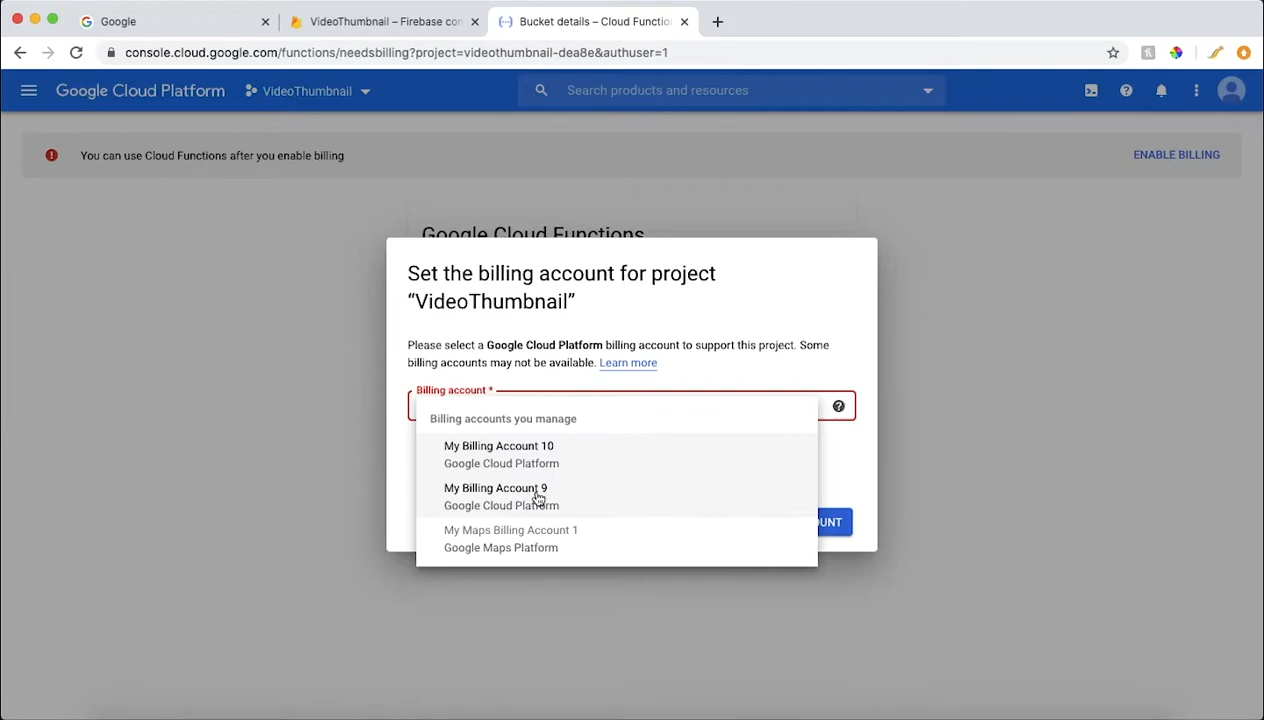 Google
VideoThumbnail – Firebase con
Bucket details – Cloud Functio
console.cloud.google.com/functions/needsbilling?project=videothumbnail-dea8e&authuser=1
Google Cloud Platform
VideoThumbnail
Search products and resources
You can use Cloud Functions after you enable billing
ENABLE BILLING
Google Cloud Functions
Set the billing account for project
“VideoThumbnail”
Please select a Google Cloud Platform billing account to support this project. Some
billing accounts may not be available. Learn more
Billing account *
Billing accounts you manage
My Billing Account 10
Google Cloud Platform
My Billing Account 9
Google Cloud Platform
OUNT
My Maps Billing Account 1
Google Maps Platform